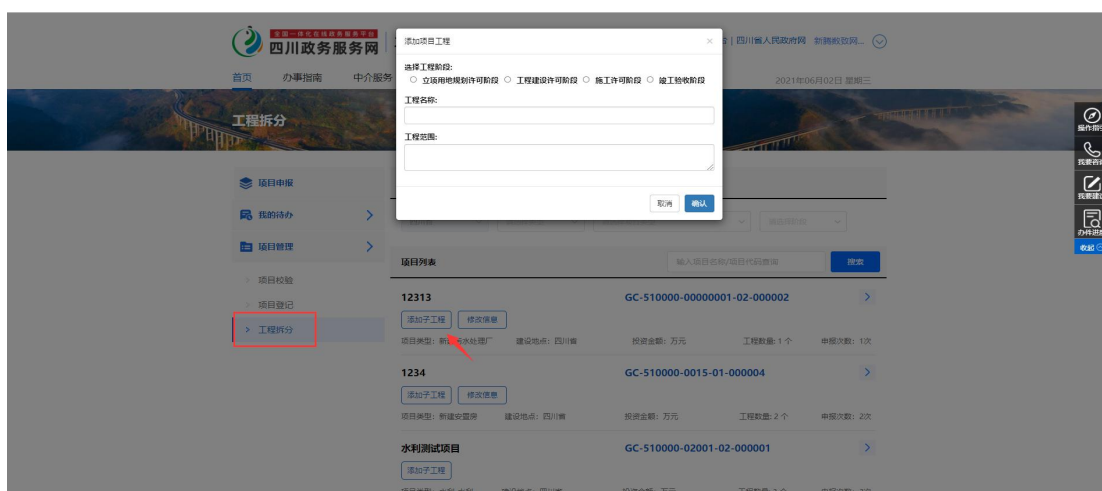 全国一体化在线政务服务平台
四川政务服务网
四川省人民政府网
首页 办事指南 中介服务
2021年06月02日 星期三
添加项目工程 ×
选择工程阶段:
立项用地规划许可阶段 工程建设许可阶段 施工许可阶段 竣工验收阶段
工程名称:
工程范围:
取消 确认
工程拆分
操作指
我要咨
我要建议
办件进度
收起
项目申报
我的待办
项目管理
项目校验
项目登记
工程拆分
项目列表 输入项目名称/项目代码查询 搜索
12313 GC-510000-00000001-02-000002
添加子工程 修改信息
项目类型: 新建污水处理厂 建设地点: 四川省 投资金额: 万元 工程数量: 1 个 申报次数: 1次
1234 GC-510000-0015-01-000004
添加子工程 修改信息
项目类型: 新建安置房 建设地点: 四川省 投资金额: 万元 工程数量: 2 个 申报次数: 2次
水利测试项目 GC-510000-02001-02-000001
添加子工程